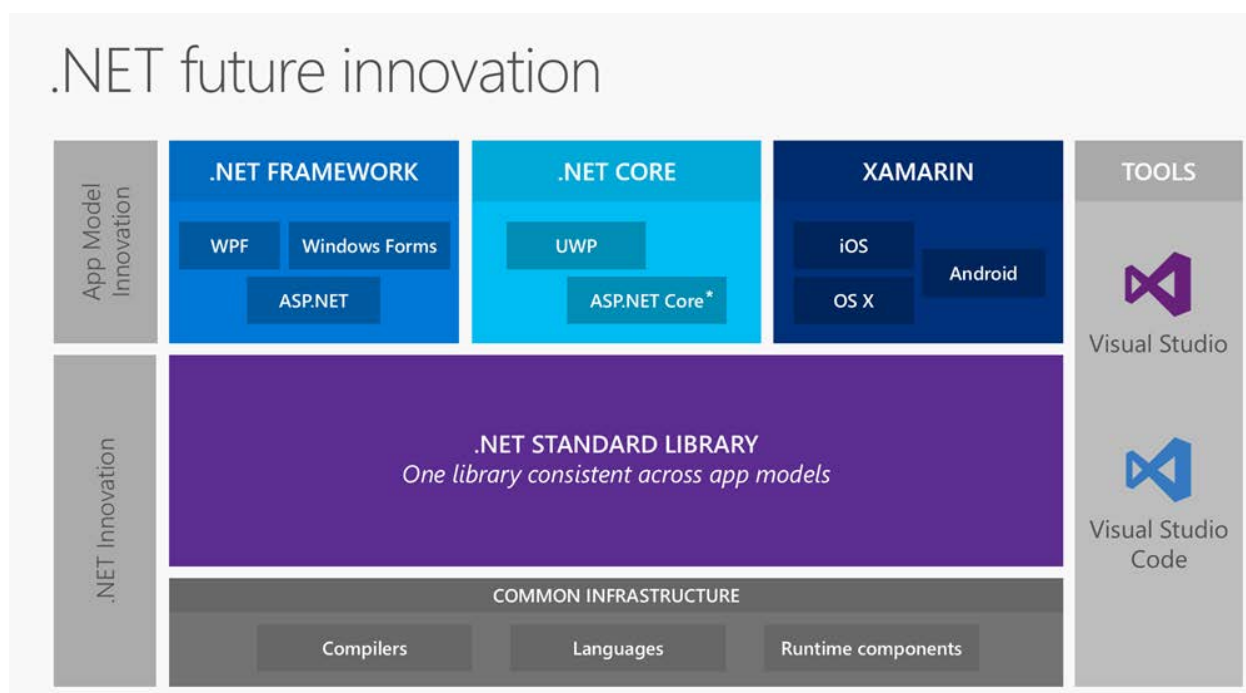 .NET future innovation
App Model
Innovation
.NET FRAMEWORK
WPF
Windows Forms
ASP.NET
.NET CORE
UWP
ASP.NET Core*
XAMARIN
iOS
Android
OS X
TOOLS
Visual Studio
Visual Studio
Code
.NET Innovation
.NET STANDARD LIBRARY
One library consistent across app models
COMMON INFRASTRUCTURE
Compilers
Languages
Runtime components